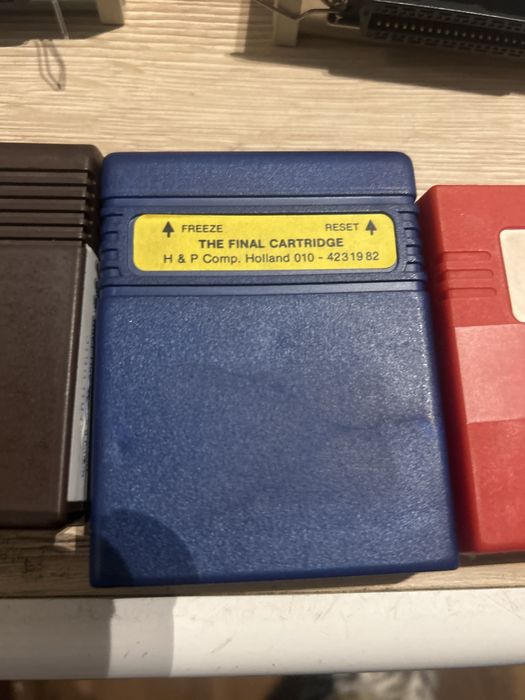 ↑ FREEZE RESET ↑
THE FINAL CARTRIDGE
H & P Comp. Holland 010 - 4231982